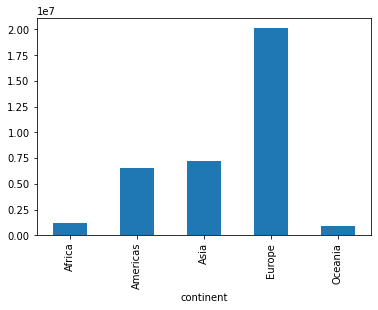 1e7
2.00
1.75
1.50
1.25
1.00
0.75
0.50
0.25
0.00
Africa
Americas
Asia
Europe
Oceania
continent